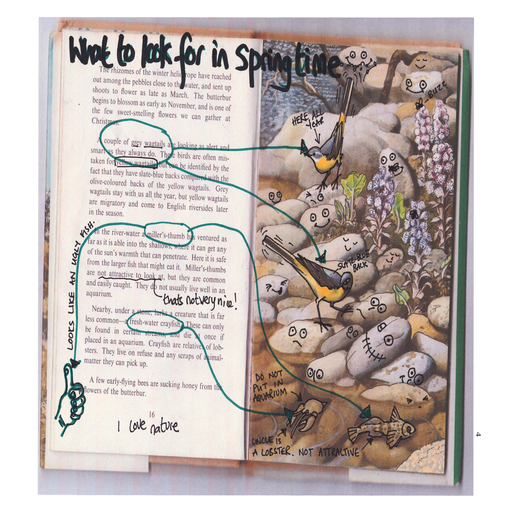 What to look for in Springtime
The rhizomes of the winter heliotrope have reached
out among the pebbles close to the water, and sent up
shoots to flower as late as March. The butterbur
begins to blossom as early as November, and is one of
the few sweet-smelling flowers we can gather at
Christmas.
A couple of grey wagtails are looking as alert and
smart as they always do. These birds are often mis-
taken for yellow wagtails but can be identified by the
fact that they have slate-blue backs compared with the
olive-coloured backs of the yellow wagtails. Grey
wagtails stay with us all the year, but yellow wagtails
are migratory and come to English riversides later
in the season.
In the river-water a miller's-thumb has ventured as
far as it is able into the shallows, where it can get any
of the sun's warmth that can penetrate. Here it is safe
from the larger fish that might eat it. Miller's-thumbs
are not attractive to look at, but they are common
and easily caught. They do not usually live well in an
aquarium.
thats not very nice!
Nearby, under a stone, lurks a creature that is far
less common—a fresh-water crayfish. These can only
be found in certain streams, and die at once if
placed in an aquarium. Crayfish are relatives of lob-
sters. They live on refuse and any scraps of animal-
matter they can pick up.
A few early-flying bees are sucking honey from the
flowers of the butterbur.
16
I love nature
LOOKS LIKE AN UGLY FISH.
HERE ALL
YEAR
BUZZ
BACK
DO NOT
PUT IN
AQUARIUM
UNCLE IS
A LOBSTER. NOT ATTRACTIVE
4